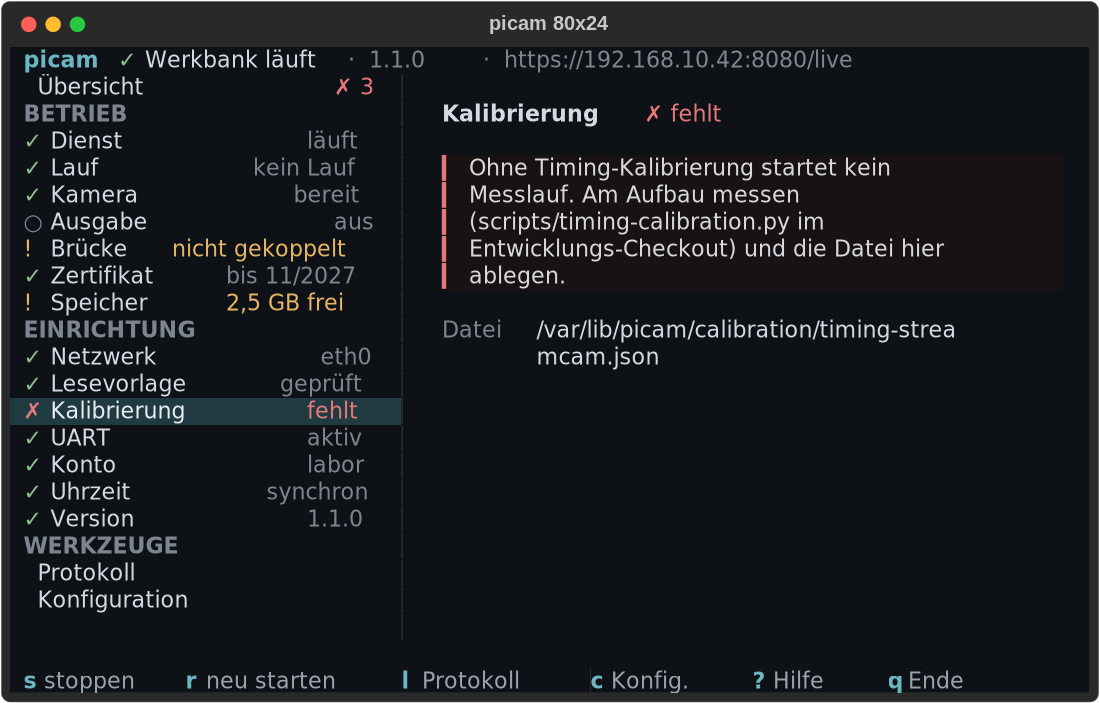 picam 80x24
picam ✓ Werkbank läuft · 1.1.0 · https://192.168.10.42:8080/live
Übersicht ✗ 3
BETRIEB
✓ Dienst läuft
✓ Lauf kein Lauf
✓ Kamera bereit
○ Ausgabe aus
! Brücke nicht gekoppelt
✓ Zertifikat bis 11/2027
! Speicher 2,5 GB frei
EINRICHTUNG
✓ Netzwerk eth0
✓ Lesevorlage geprüft
✗ Kalibrierung fehlt
✓ UART aktiv
✓ Konto labor
✓ Uhrzeit synchron
✓ Version 1.1.0
WERKZEUGE
Protokoll
Konfiguration
Kalibrierung ✗ fehlt
Ohne Timing-Kalibrierung startet kein
Messlauf. Am Aufbau messen
(scripts/timing-calibration.py im
Entwicklungs-Checkout) und die Datei hier
ablegen.
Datei /var/lib/picam/calibration/timing-strea
mcam.json
s stoppen r neu starten l Protokoll c Konfig. ? Hilfe q Ende